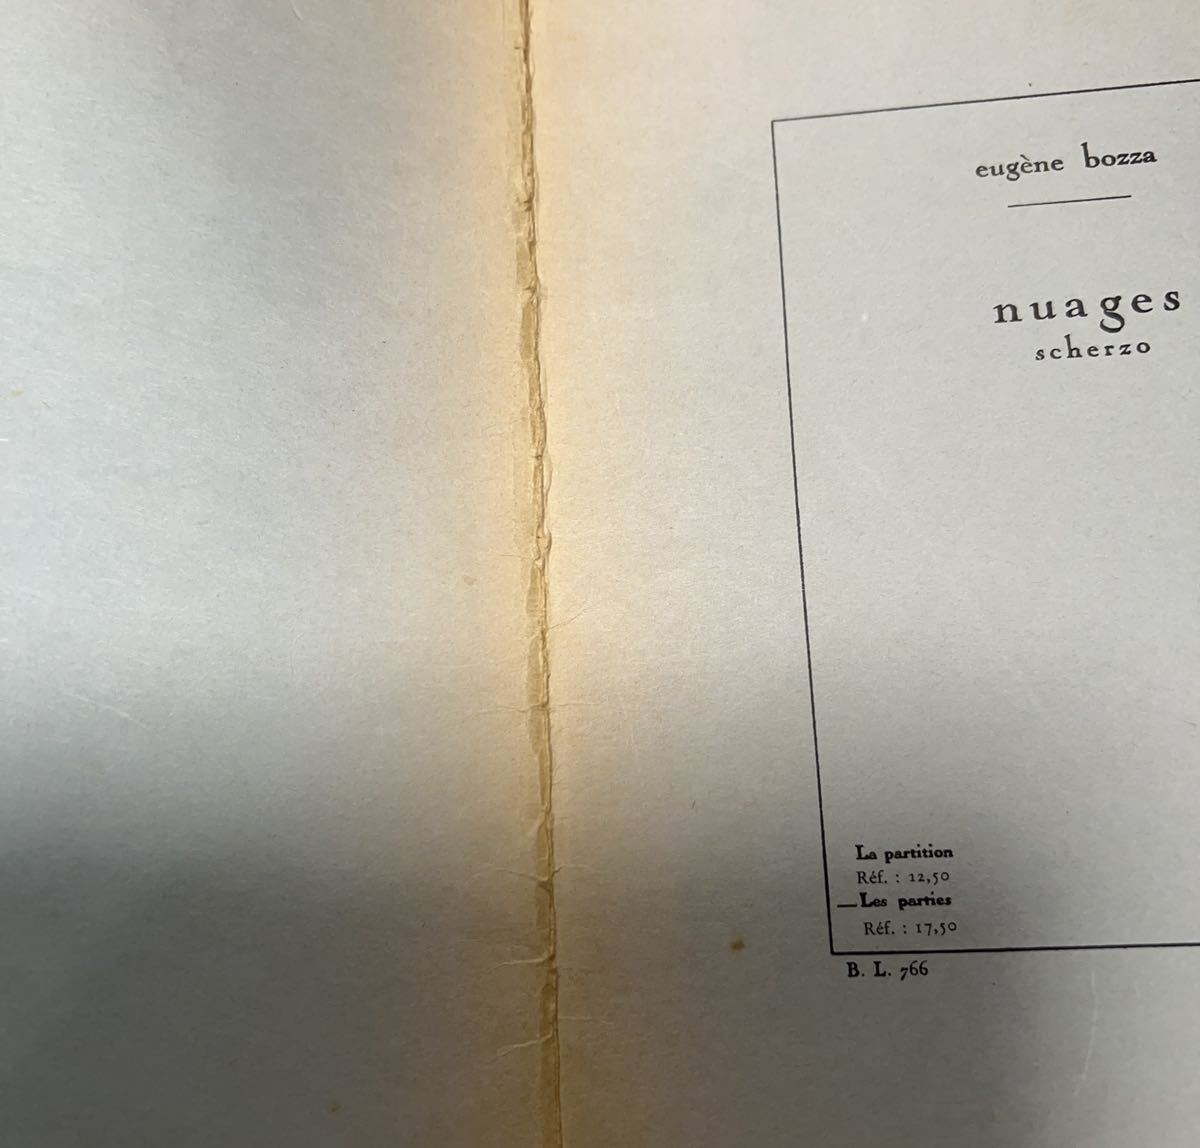 eugène bozza
nuages
scherzo
La partition
Réf. : 12,50
Les parties
Réf. : 17,50
B. L. 766